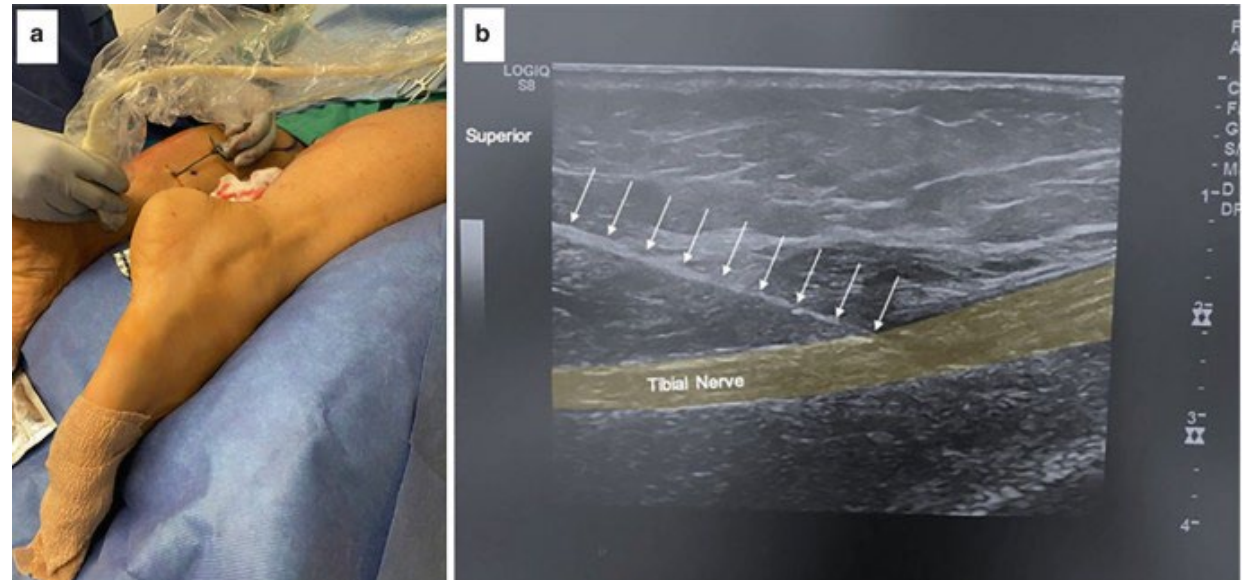 a
b
LOGIQ
S8
Superior
Tibial Nerve
F
A
C
F
G
S/
M
1-
D
2-
3-
4-